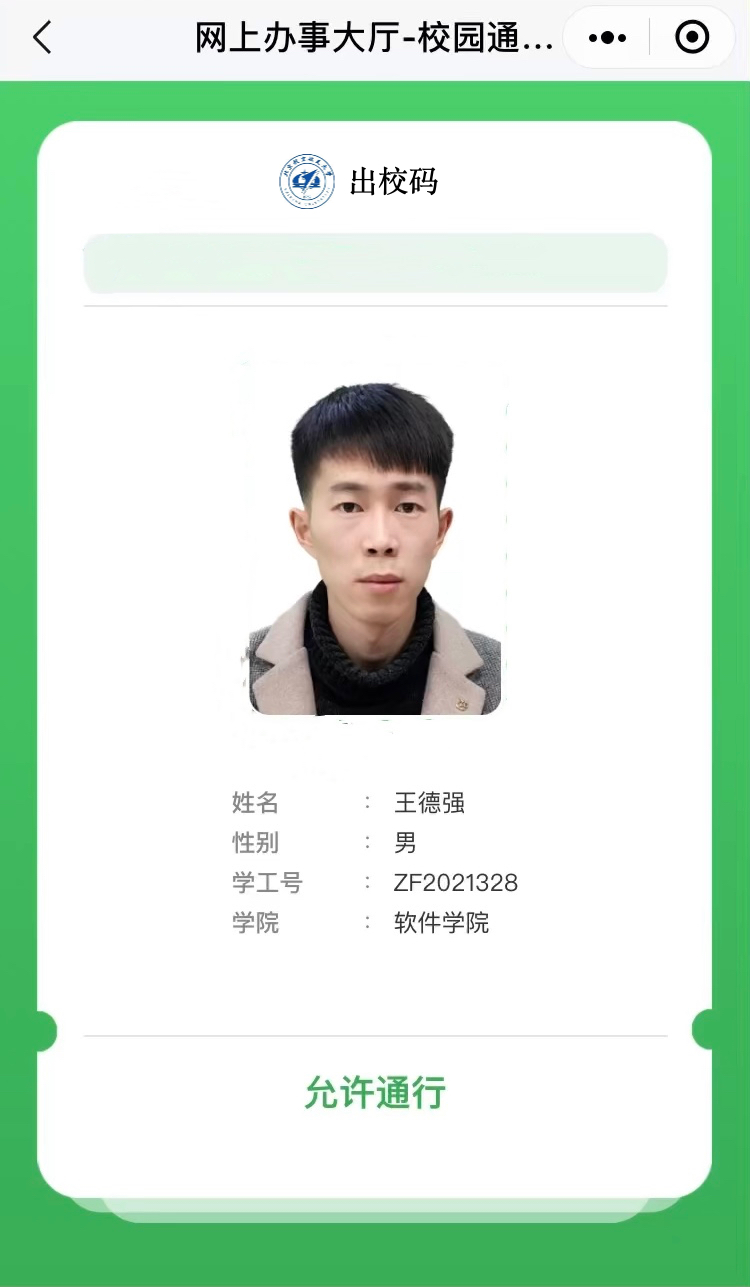 网上办事大厅-校园通...
出校码
姓名 : 王德强
性别 : 男
学工号 : ZF2021328
学院 : 软件学院
允许通行